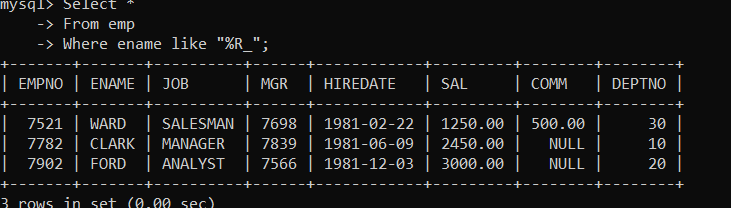 mysql> Select *
    -> From emp
    -> Where ename like "%R_";
+-------+-------+----------+------+------------+---------+--------+--------+
| EMPNO | ENAME | JOB      | MGR  | HIREDATE   | SAL     | COMM   | DEPTNO |
+-------+-------+----------+------+------------+---------+--------+--------+
|  7521 | WARD  | SALESMAN | 7698 | 1981-02-22 | 1250.00 | 500.00 |     30 |
|  7782 | CLARK | MANAGER  | 7839 | 1981-06-09 | 2450.00 |   NULL |     10 |
|  7902 | FORD  | ANALYST  | 7566 | 1981-12-03 | 3000.00 |   NULL |     20 |
+-------+-------+----------+------+------------+---------+--------+--------+
3 rows in set (0.00 sec)